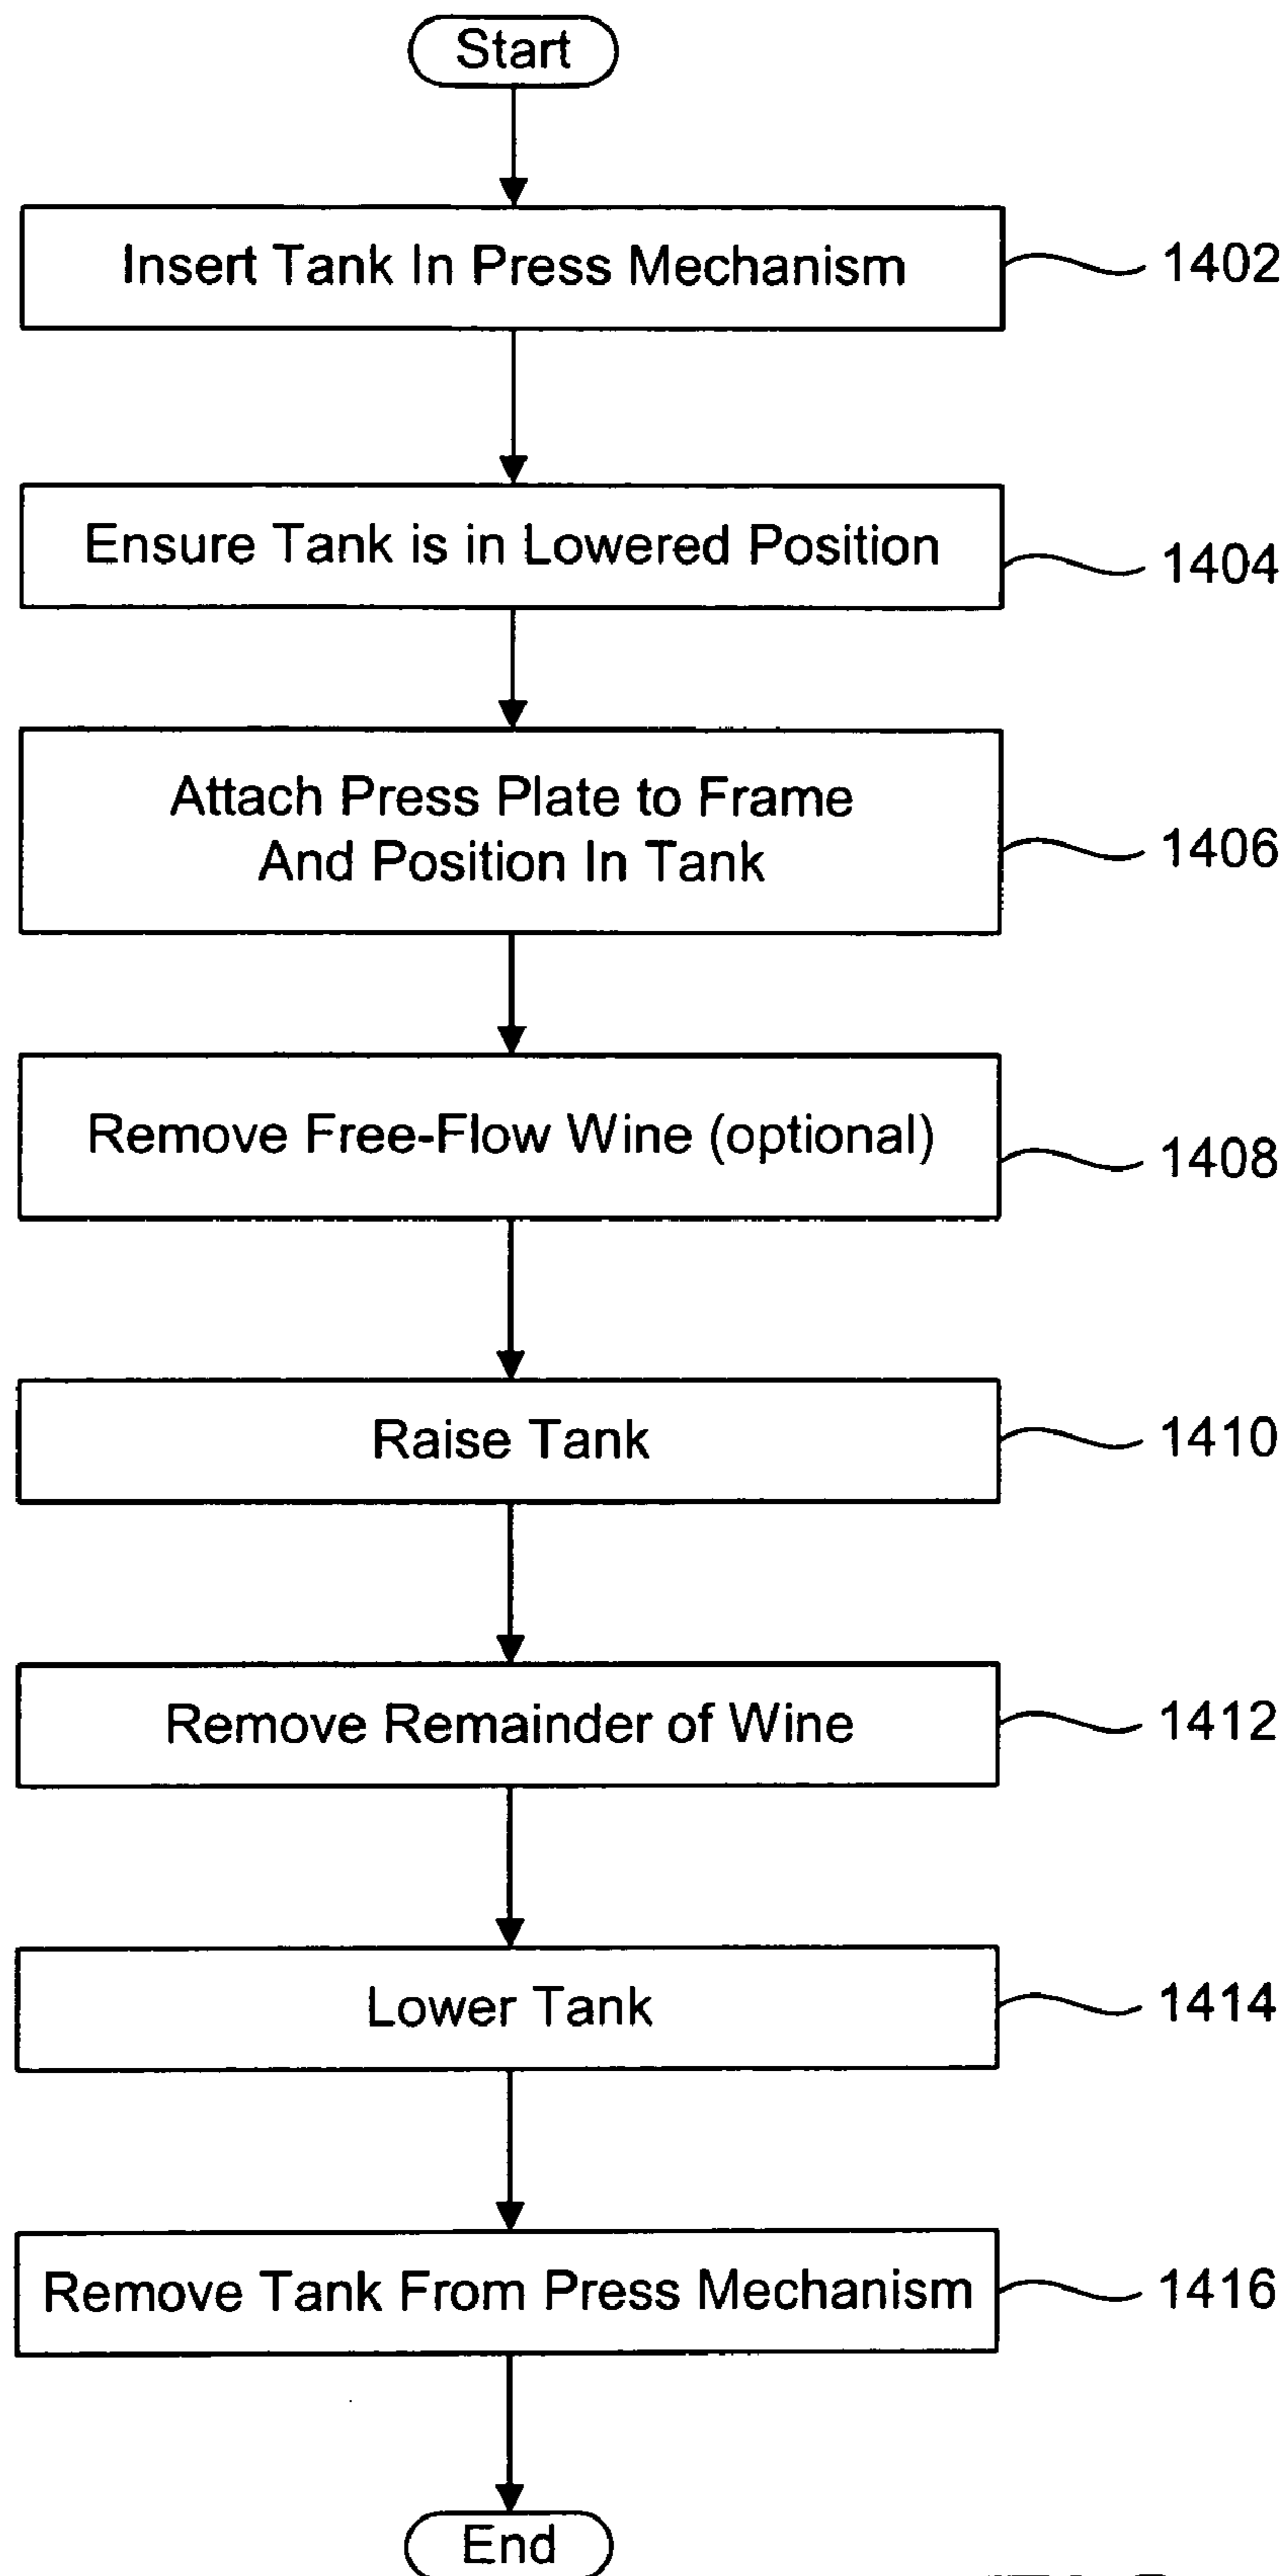 Start
Insert Tank In Press Mechanism
1402
Ensure Tank is in Lowered Position
1404
Attach Press Plate to Frame
And Position In Tank
1406
Remove Free-Flow Wine (optional)
1408
Raise Tank
1410
Remove Remainder of Wine
1412
Lower Tank
1414
Remove Tank From Press Mechanism
1416
End